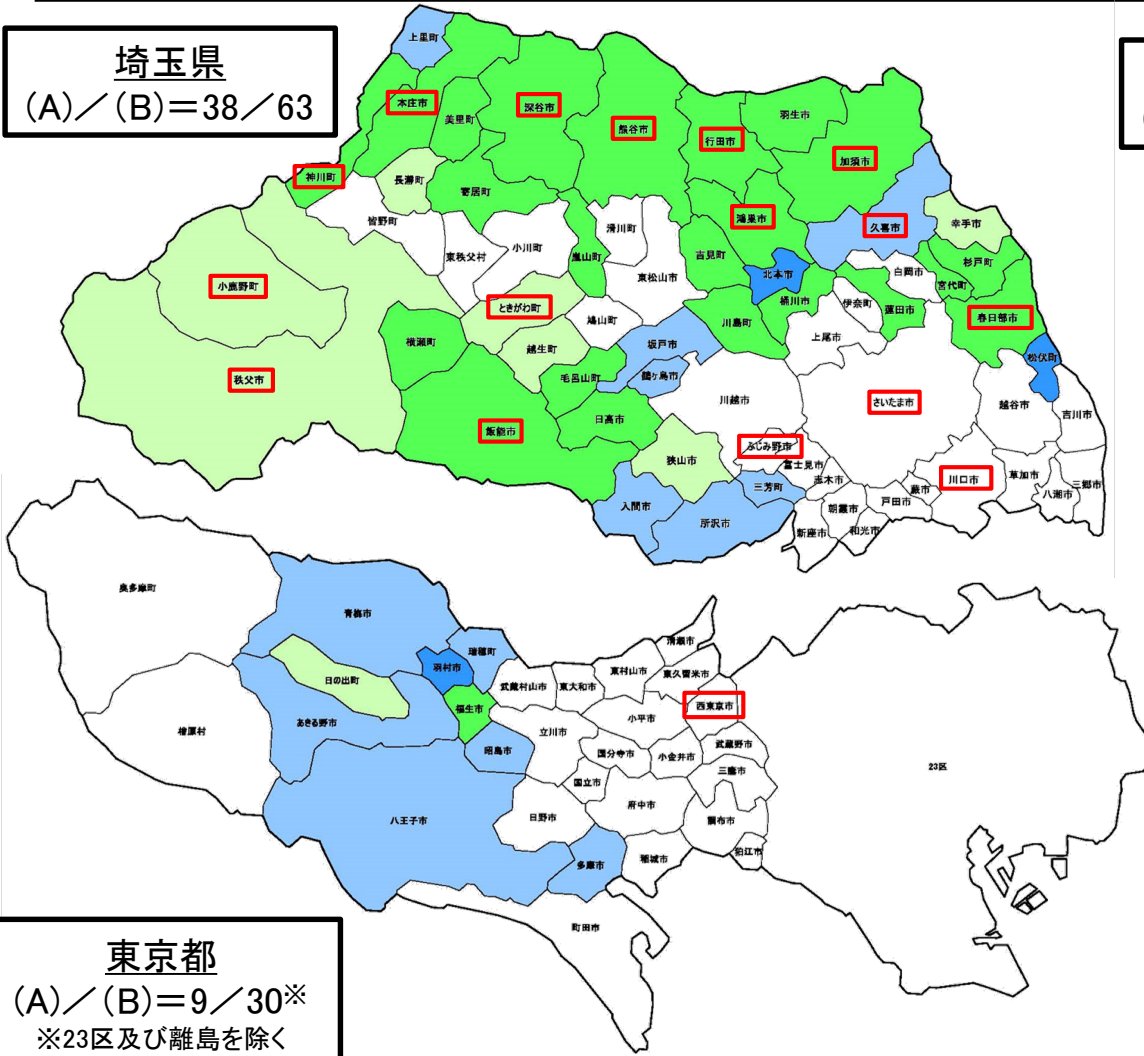 埼玉県
(A)／(B)＝38／63
上里町
本庄市
美里町
深谷市
熊谷市
行田市
羽生市
加須市
神川町
長瀞町
寄居町
皆野町
東秩父村
小川町
嵐山町
滑川町
東松山市
吉見町
鴻巣市
北本市
桶川市
久喜市
幸手市
白岡市
杉戸町
宮代町
伊奈町
蓮田市
春日部市
松伏町
小鹿野町
ときがわ町
鳩山町
川島町
上尾市
横瀬町
越生町
坂戸市
鶴ヶ島市
毛呂山町
秩父市
飯能市
日高市
川越市
さいたま市
越谷市
吉川市
狭山市
ふじみ野市
富士見市
三芳町
志木市
川口市
草加市
三郷市
八潮市
入間市
所沢市
朝霞市
戸田市
蕨市
新座市
和光市
奥多摩町
青梅市
瑞穂町
羽村市
日の出町
清瀬市
東村山市
東久留米市
武蔵村山市
東大和市
西東京市
福生市
あきる野市
檜原村
昭島市
立川市
小平市
国分寺市
小金井市
武蔵野市
三鷹市
23区
国立市
八王子市
日野市
府中市
調布市
狛江市
多摩市
稲城市
町田市
東京都
(A)／(B)＝9／30※
※23区及び離島を除く